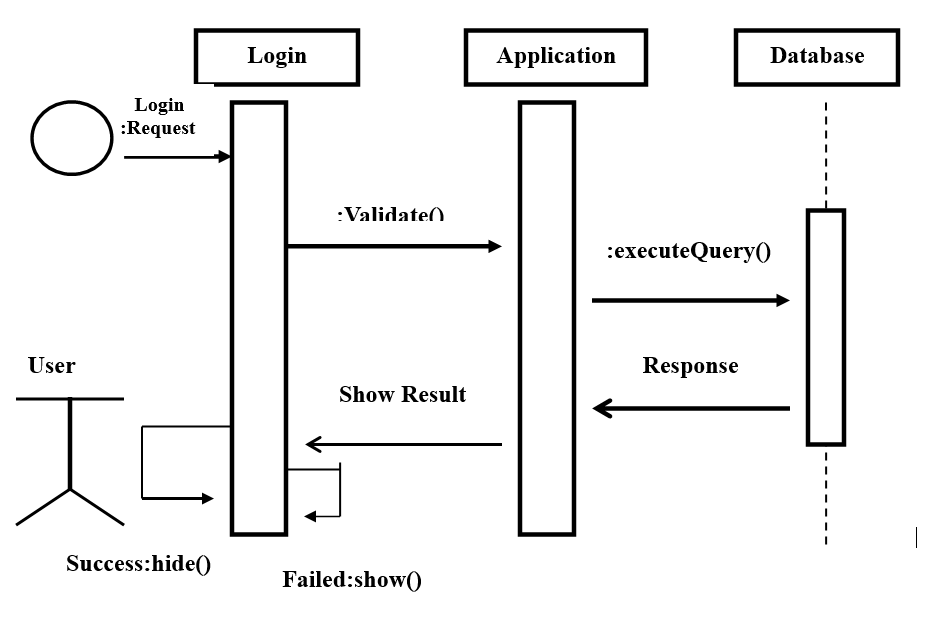 Login
Application
Database
Login
:Request
:Validate()
:executeQuery()
User
Response
Show Result
Success:hide()
Failed:show()